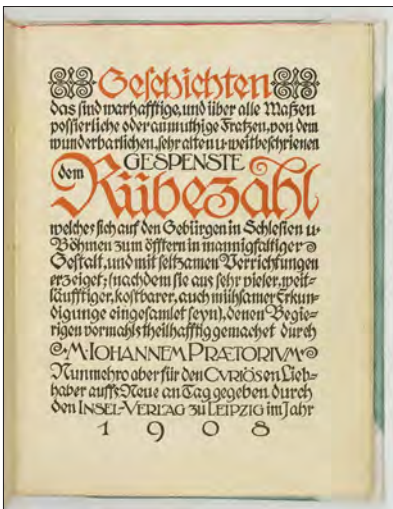 Geschichten
das sind warhafftige, und über alle Maßen
possierliche oder anmuthige Fratzen, von dem
wunderbarlichen, sehr alten u. weitbeschrienen
GESPENSTE
dem Rübezahl
welches sich auf den Gebürgen in Schlesien u.
Böhmen zum öfftern in mannigfaltiger
Gestalt, und mit seltzamen Verrichtungen
erzeiget; (nachdem sie aus sehr vieler, weit-
läufftiger, kostbarer, auch mühsamer Erkun-
digunge eingesamlet seyn), denen Begie-
rigen vormahls theilhafftig gemachet durch
M·IOHANNEM PRÆTORIVM
Nunmehro aber für den CVRIÖSen Lieb-
haber auffs Neue an Tag gegeben durch
den INSEL-VERLAG zu LEIPZIG im Jahr
1908